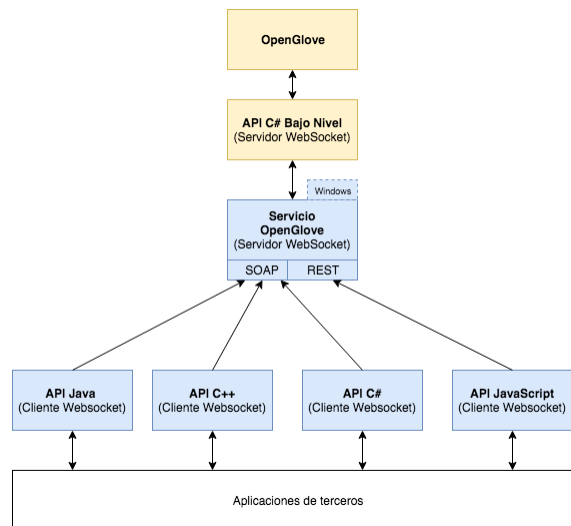 OpenGlove
API C# Bajo Nivel
(Servidor WebSocket)
Windows
Servicio
OpenGlove
(Servidor WebSocket)
SOAP
REST
API Java
(Cliente Websocket)
API C++
(Cliente Websocket)
API C#
(Cliente Websocket)
API JavaScript
(Cliente Websocket)
Aplicaciones de terceros